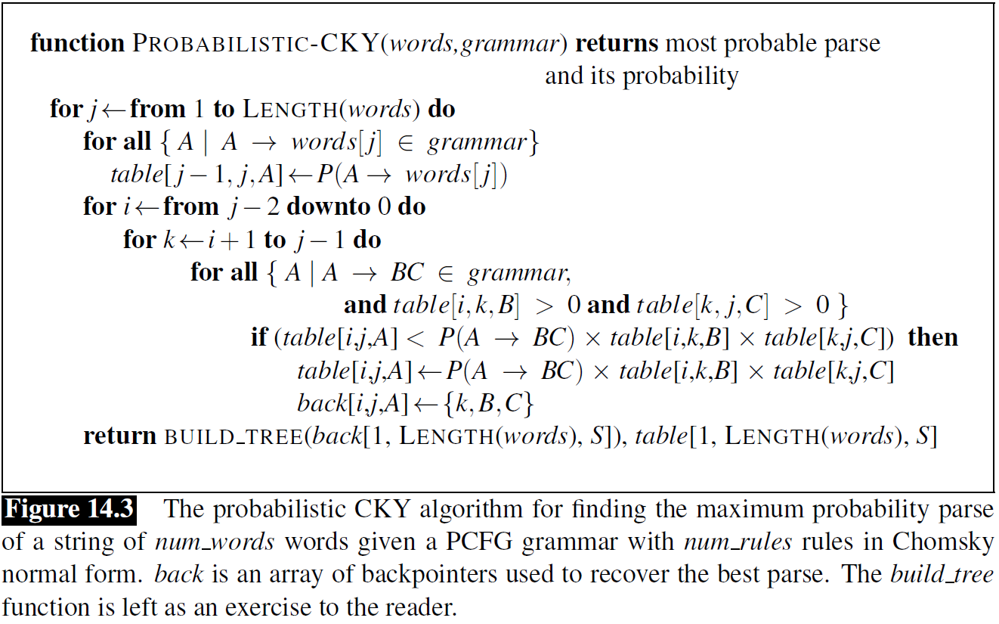 function PROBABILISTIC-CKY(words,grammar) returns most probable parse
and its probability
for j←from 1 to LENGTH(words) do
for all { A | A → words[j] ∈ grammar}
table[j−1, j, A]←P(A → words[j])
for i←from j−2 downto 0 do
for k←i+1 to j−1 do
for all { A | A → BC ∈ grammar,
and table[i,k,B] > 0 and table[k, j,C] > 0 }
if (table[i,j,A] < P(A → BC) × table[i,k,B] × table[k,j,C]) then
table[i,j,A]←P(A → BC) × table[i,k,B] × table[k,j,C]
back[i,j,A]←{k,B,C}
return BUILD_TREE(back[1, LENGTH(words), S]), table[1, LENGTH(words), S]
Figure 14.3 The probabilistic CKY algorithm for finding the maximum probability parse
of a string of num_words words given a PCFG grammar with num_rules rules in Chomsky
normal form. back is an array of backpointers used to recover the best parse. The build_tree
function is left as an exercise to the reader.